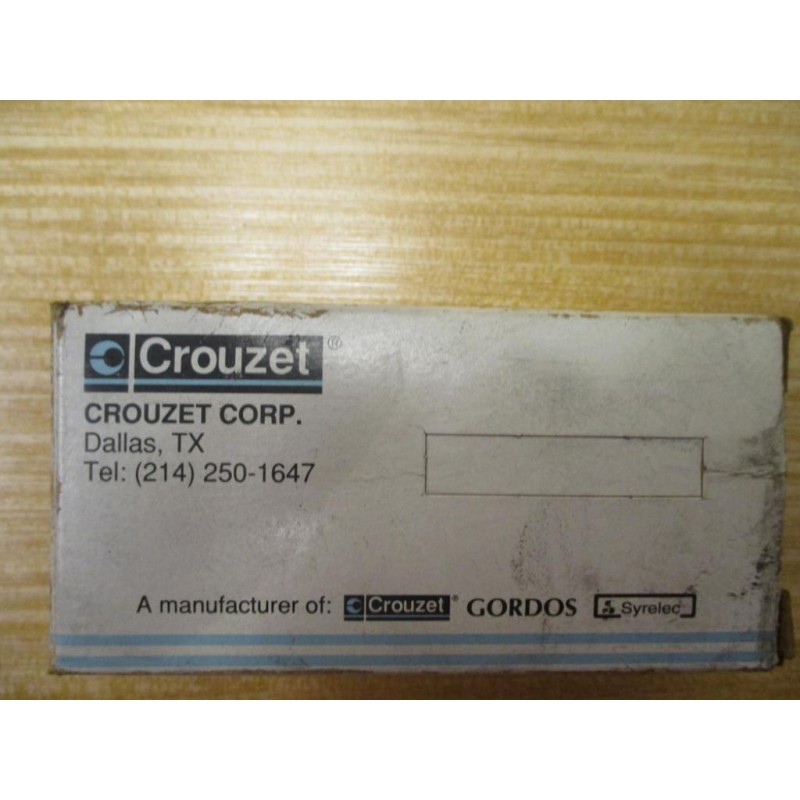 Crouzet®
CROUZET CORP.
Dallas, TX
Tel: (214) 250-1647
A manufacturer of: Crouzet® GORDOS Syrelec